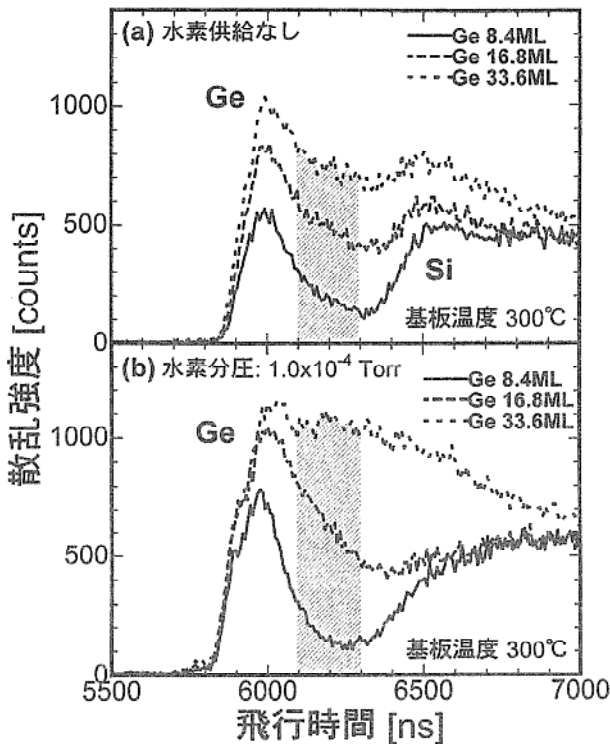 (a) 水素供給なし
Ge 8.4ML
Ge 16.8ML
Ge 33.6ML
1000
Ge
500
Si
0
基板温度 300℃
(b) 水素分圧: 1.0x10⁻⁴ Torr
Ge 8.4ML
Ge 16.8ML
Ge 33.6ML
1000
Ge
500
0
基板温度 300℃
散乱強度 [counts]
5500 6000 6500 7000
飛行時間 [ns]